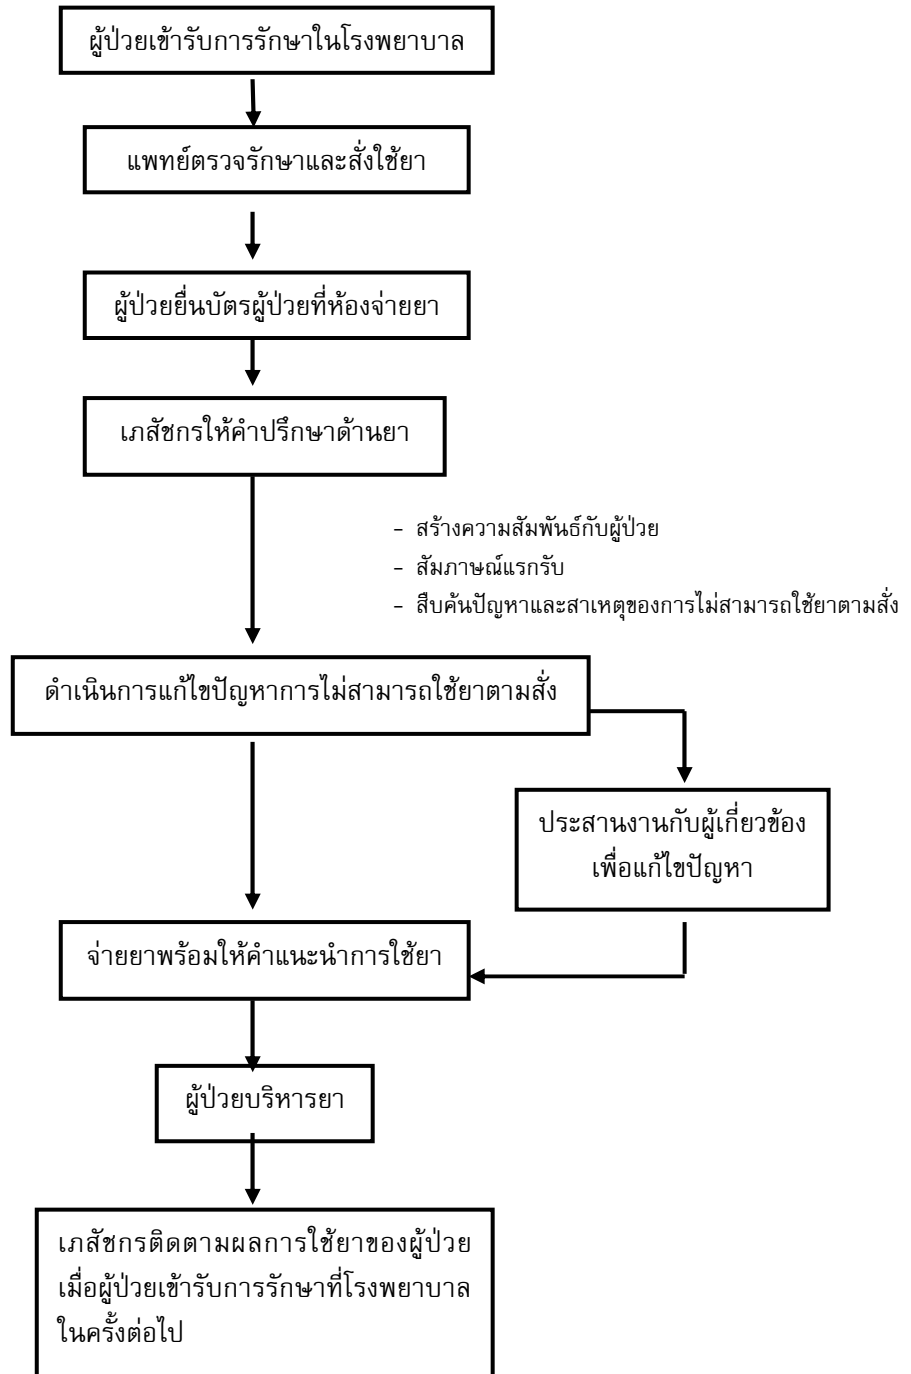 ผู้ป่วยเข้ารับการรักษาในโรงพยาบาล
แพทย์ตรวจรักษาและสั่งใช้ยา
ผู้ป่วยยื่นบัตรผู้ป่วยที่ห้องจ่ายยา
เภสัชกรให้คำปรึกษาด้านยา
- สร้างความสัมพันธ์กับผู้ป่วย
- สัมภาษณ์แรกรับ
- สืบค้นปัญหาและสาเหตุของการไม่สามารถใช้ยาตามสั่ง
ดำเนินการแก้ไขปัญหาการไม่สามารถใช้ยาตามสั่ง
ประสานงานกับผู้เกี่ยวข้อง
เพื่อแก้ไขปัญหา
จ่ายยาพร้อมให้คำแนะนำการใช้ยา
ผู้ป่วยบริหารยา
เภสัชกรติดตามผลการใช้ยาของผู้ป่วย
เมื่อผู้ป่วยเข้ารับการรักษาที่โรงพยาบาล
ในครั้งต่อไป